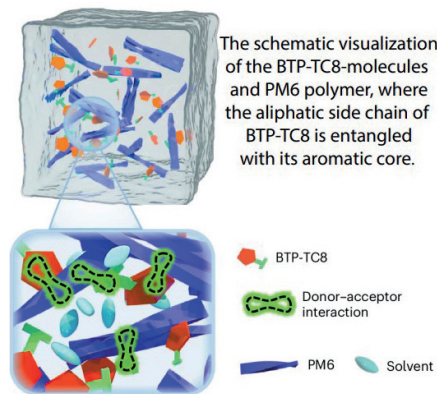 The schematic visualization
of the BTP-TC8-molecules
and PM6 polymer, where
the aliphatic side chain of
BTP-TC8 is entangled
with its aromatic core.
BTP-TC8
Donor–acceptor
interaction
PM6
Solvent